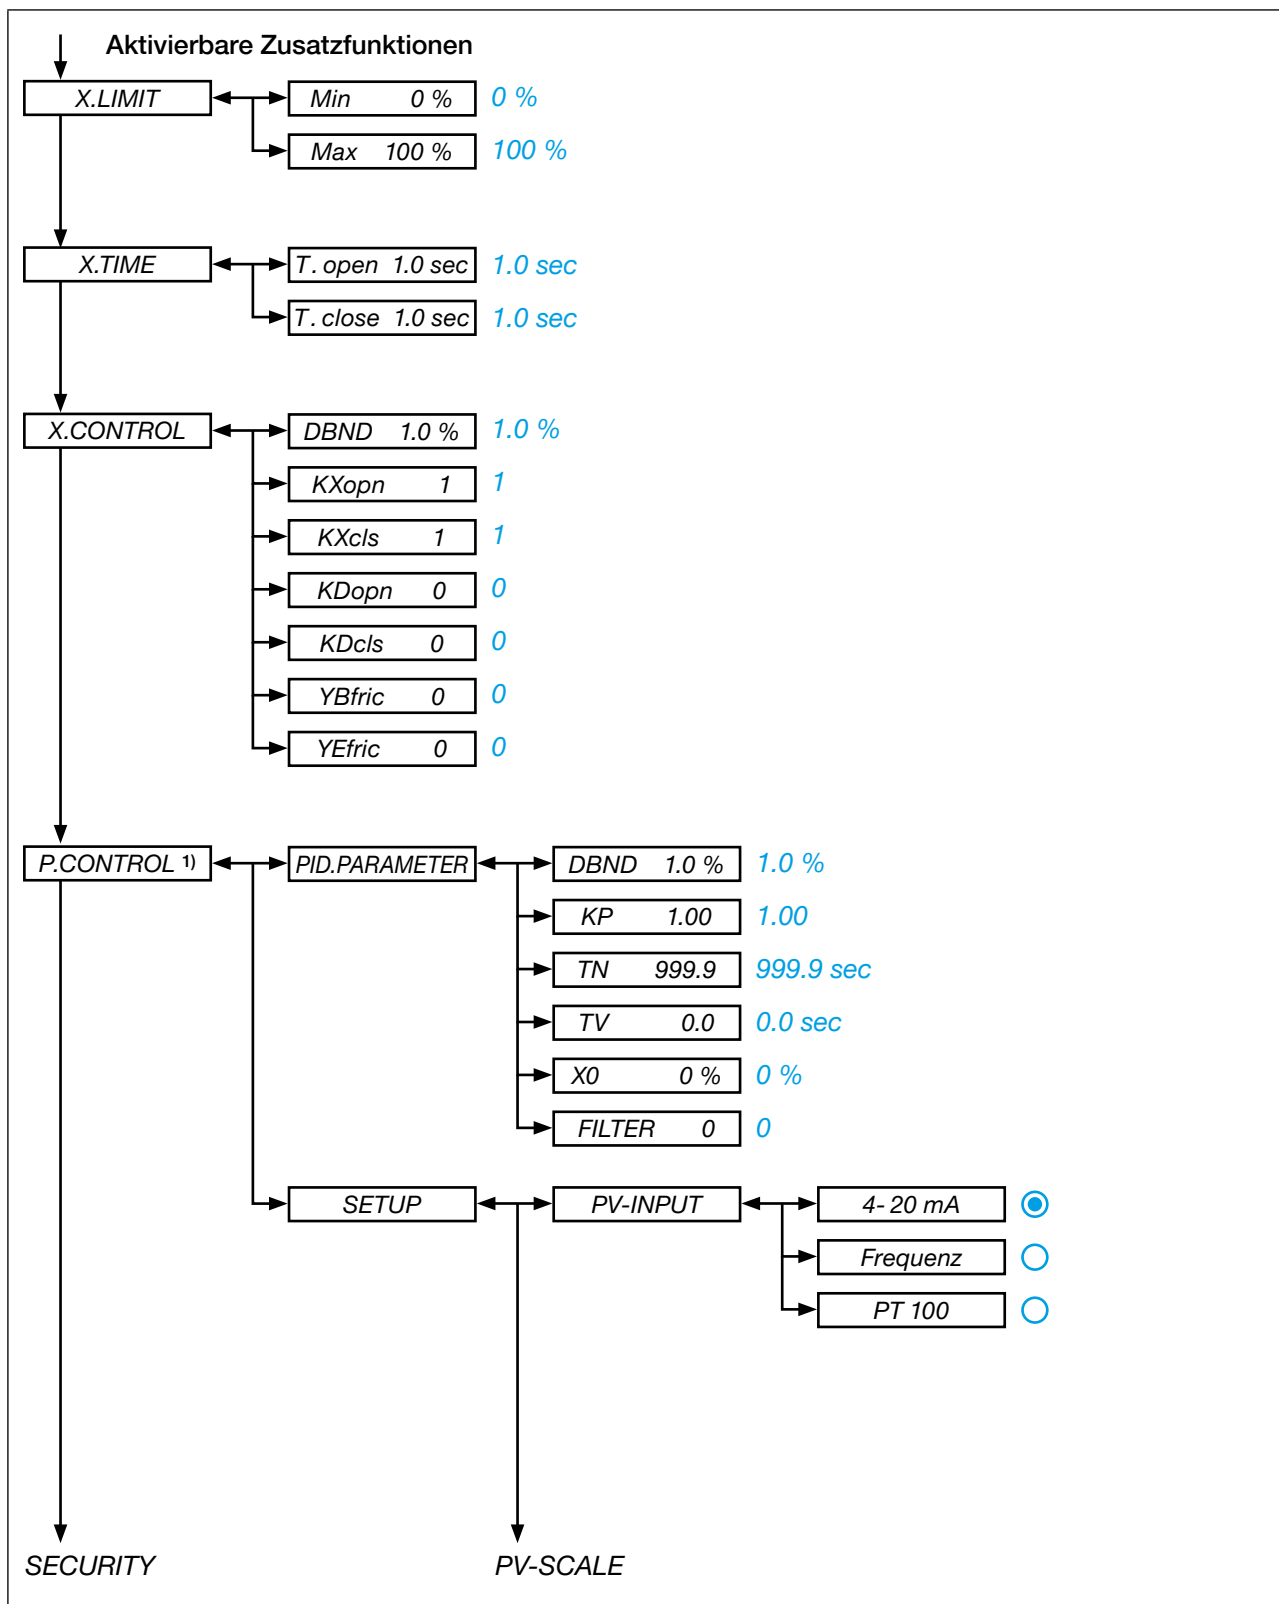 Aktivierbare Zusatzfunktionen
X.LIMIT Min 0 % 0 %
Max 100 % 100 %
X.TIME T. open 1.0 sec 1.0 sec
T. close 1.0 sec 1.0 sec
X.CONTROL DBND 1.0 % 1.0 %
KXopn 1 1
KXcls 1 1
KDopn 0 0
KDcls 0 0
YBfric 0 0
YEfric 0 0
P.CONTROL 1) PID.PARAMETER DBND 1.0 % 1.0 %
KP 1.00 1.00
TN 999.9 999.9 sec
TV 0.0 0.0 sec
X0 0 % 0 %
FILTER 0 0
SETUP PV-INPUT 4-20 mA
Frequenz
PT 100
SECURITY PV-SCALE